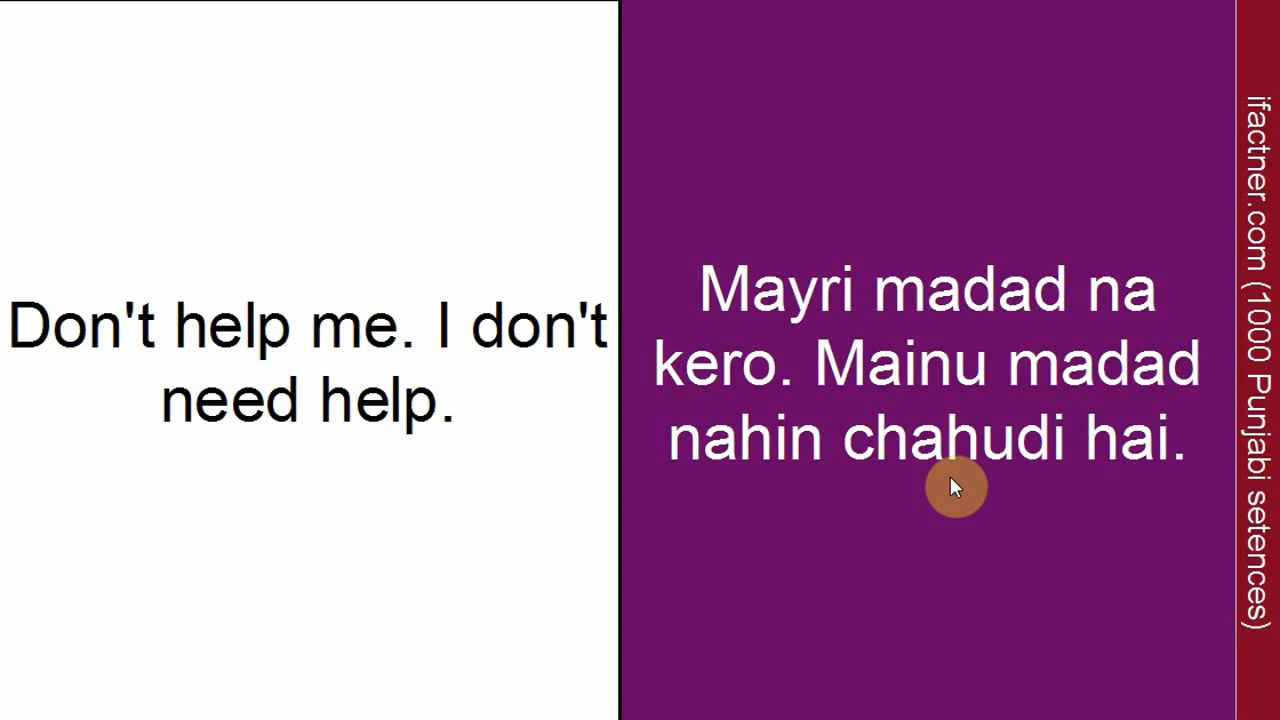 Don't help me. I don't
need help.
Mayri madad na
kero. Mainu madad
nahin chahudi hai.
ifactner.com (1000 Punjabi setences)